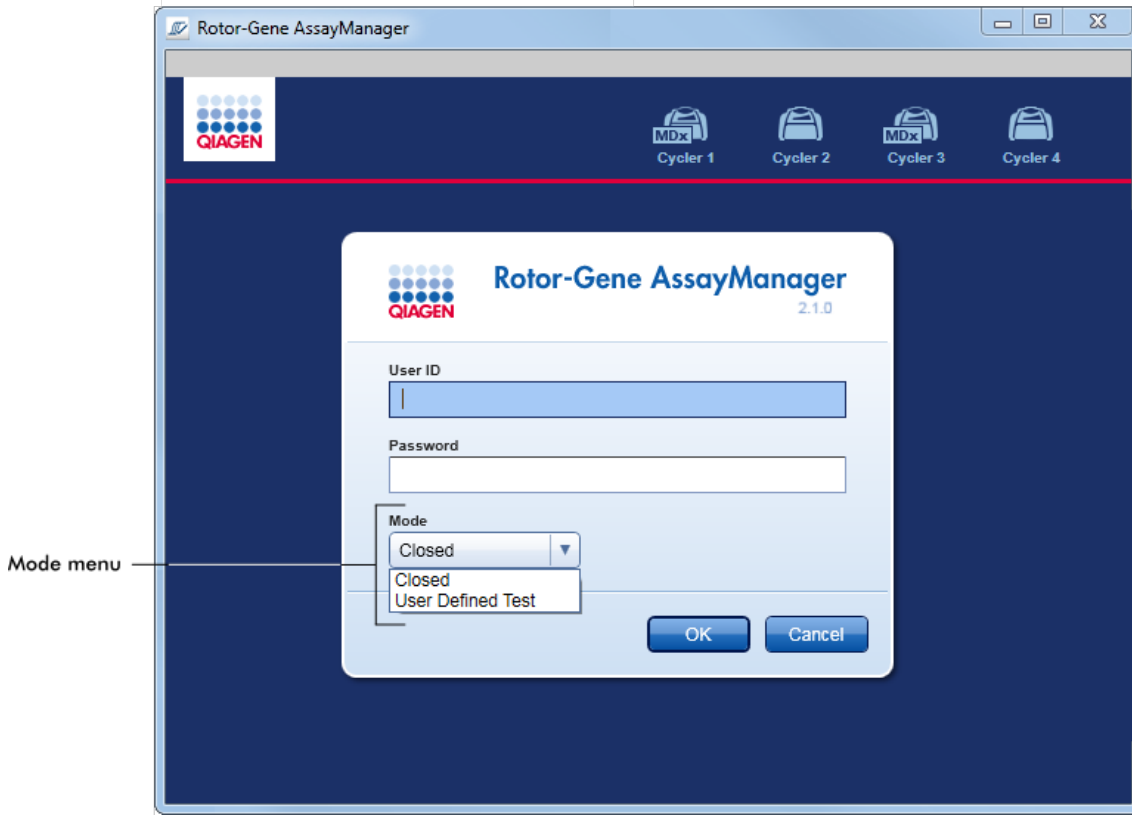 Rotor-Gene AssayManager
QIAGEN
MDx
MDx
Cycler 1
Cycler 2
Cycler 3
Cycler 4
QIAGEN
Rotor-Gene AssayManager
2.1.0
User ID
Password
Mode
Closed
Mode menu
Closed
User Defined Test
OK
Cancel